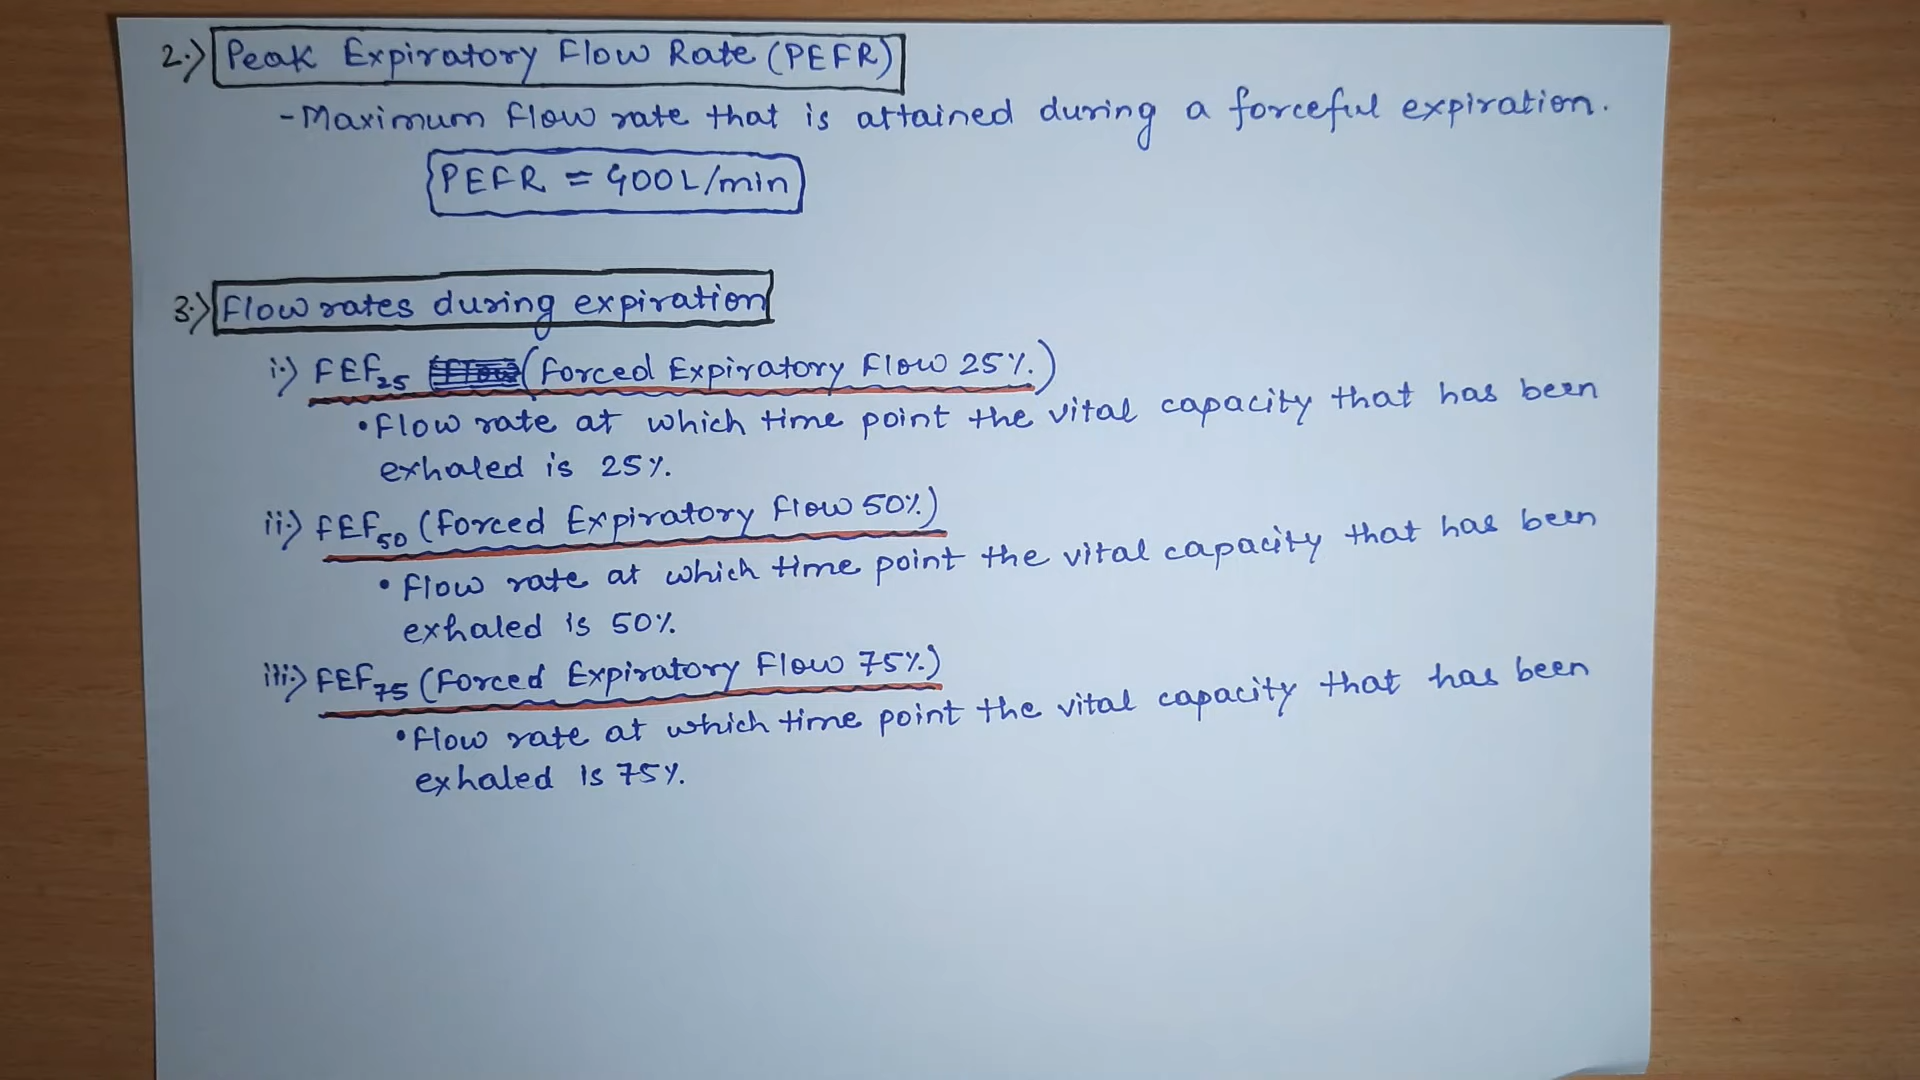 2.) Peak Expiratory Flow Rate (PEFR)
- Maximum flow rate that is attained during a forceful expiration.
PEFR = 400L/min
3.) Flow rates during expiration
i.) FEF25 (Forced Expiratory Flow 25%.)
• Flow rate at which time point the vital capacity that has been
exhaled is 25%.
ii.) FEF50 (Forced Expiratory Flow 50%.)
• Flow rate at which time point the vital capacity that has been
exhaled is 50%.
iii.) FEF75 (Forced Expiratory Flow 75%.)
• Flow rate at which time point the vital capacity that has been
exhaled is 75%.